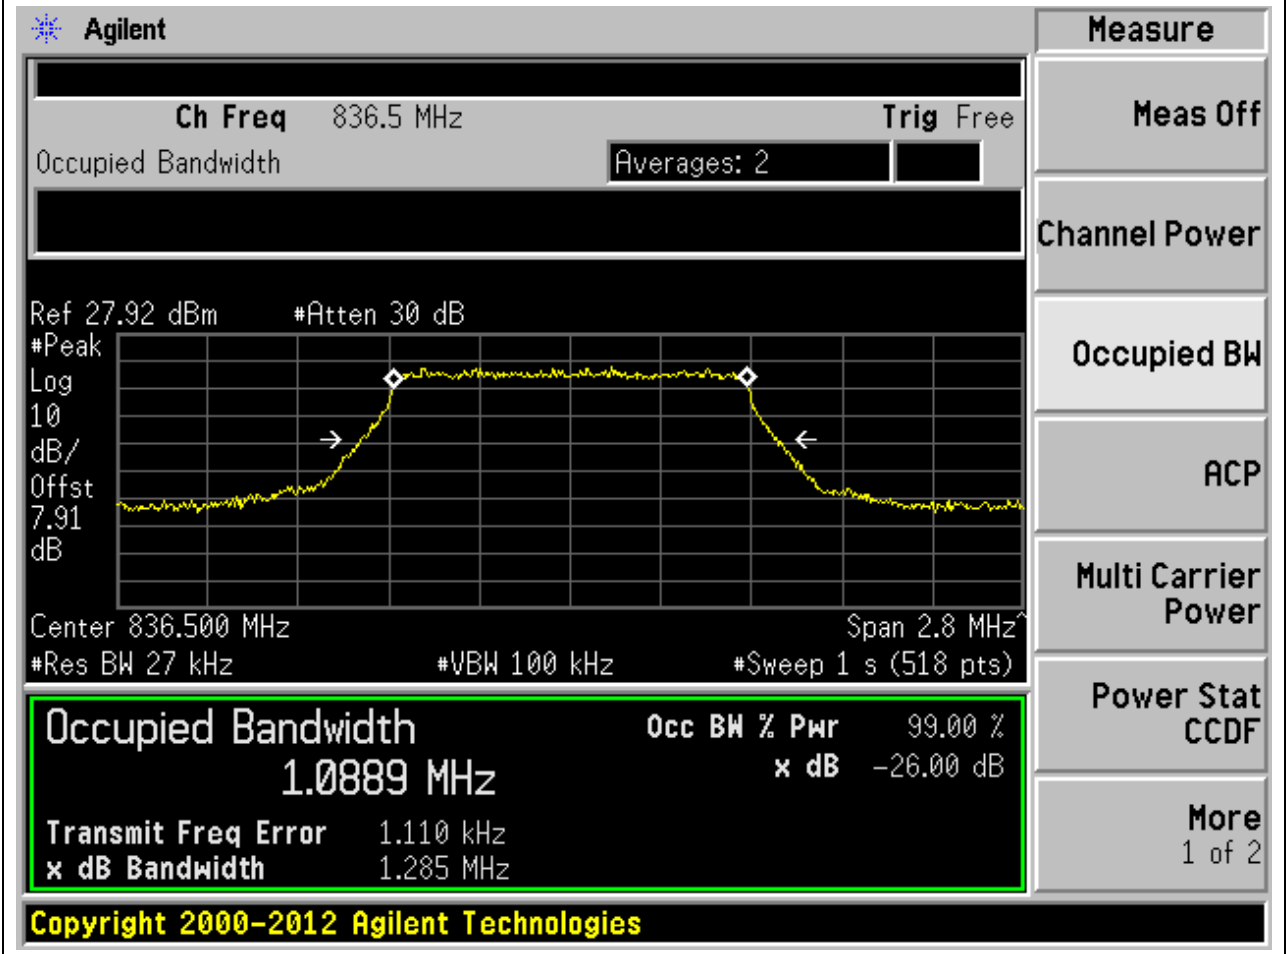 Agilent
Measure
Ch Freq 836.5 MHz Trig Free
Occupied Bandwidth Averages: 2
Meas Off
Channel Power
Occupied BW
ACP
Multi Carrier
Power
Power Stat
CCDF
More
1 of 2
Ref 27.92 dBm #Atten 30 dB
#Peak
Log
10
dB/
Offst
7.91
dB
Center 836.500 MHz Span 2.8 MHz^
#Res BW 27 kHz #VBW 100 kHz #Sweep 1 s (518 pts)
Occupied Bandwidth Occ BW % Pwr 99.00 %
1.0889 MHz x dB -26.00 dB
Transmit Freq Error 1.110 kHz
x dB Bandwidth 1.285 MHz
Copyright 2000-2012 Agilent Technologies